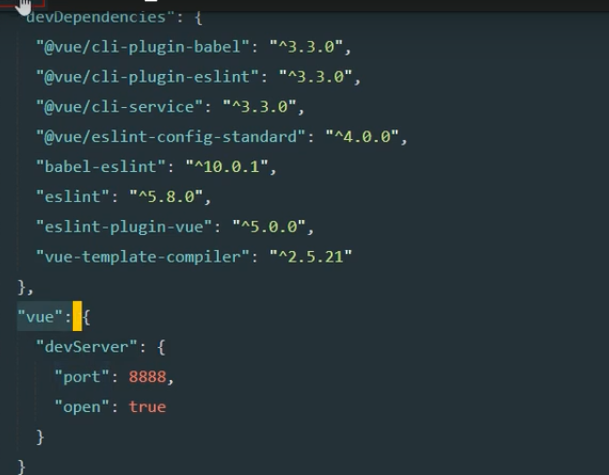 "devDependencies": {
"@vue/cli-plugin-babel": "^3.3.0",
"@vue/cli-plugin-eslint": "^3.3.0",
"@vue/cli-service": "^3.3.0",
"@vue/eslint-config-standard": "^4.0.0",
"babel-eslint": "^10.0.1",
"eslint": "^5.8.0",
"eslint-plugin-vue": "^5.0.0",
"vue-template-compiler": "^2.5.21"
},
"vue": {
"devServer": {
"port": 8888,
"open": true
}
}